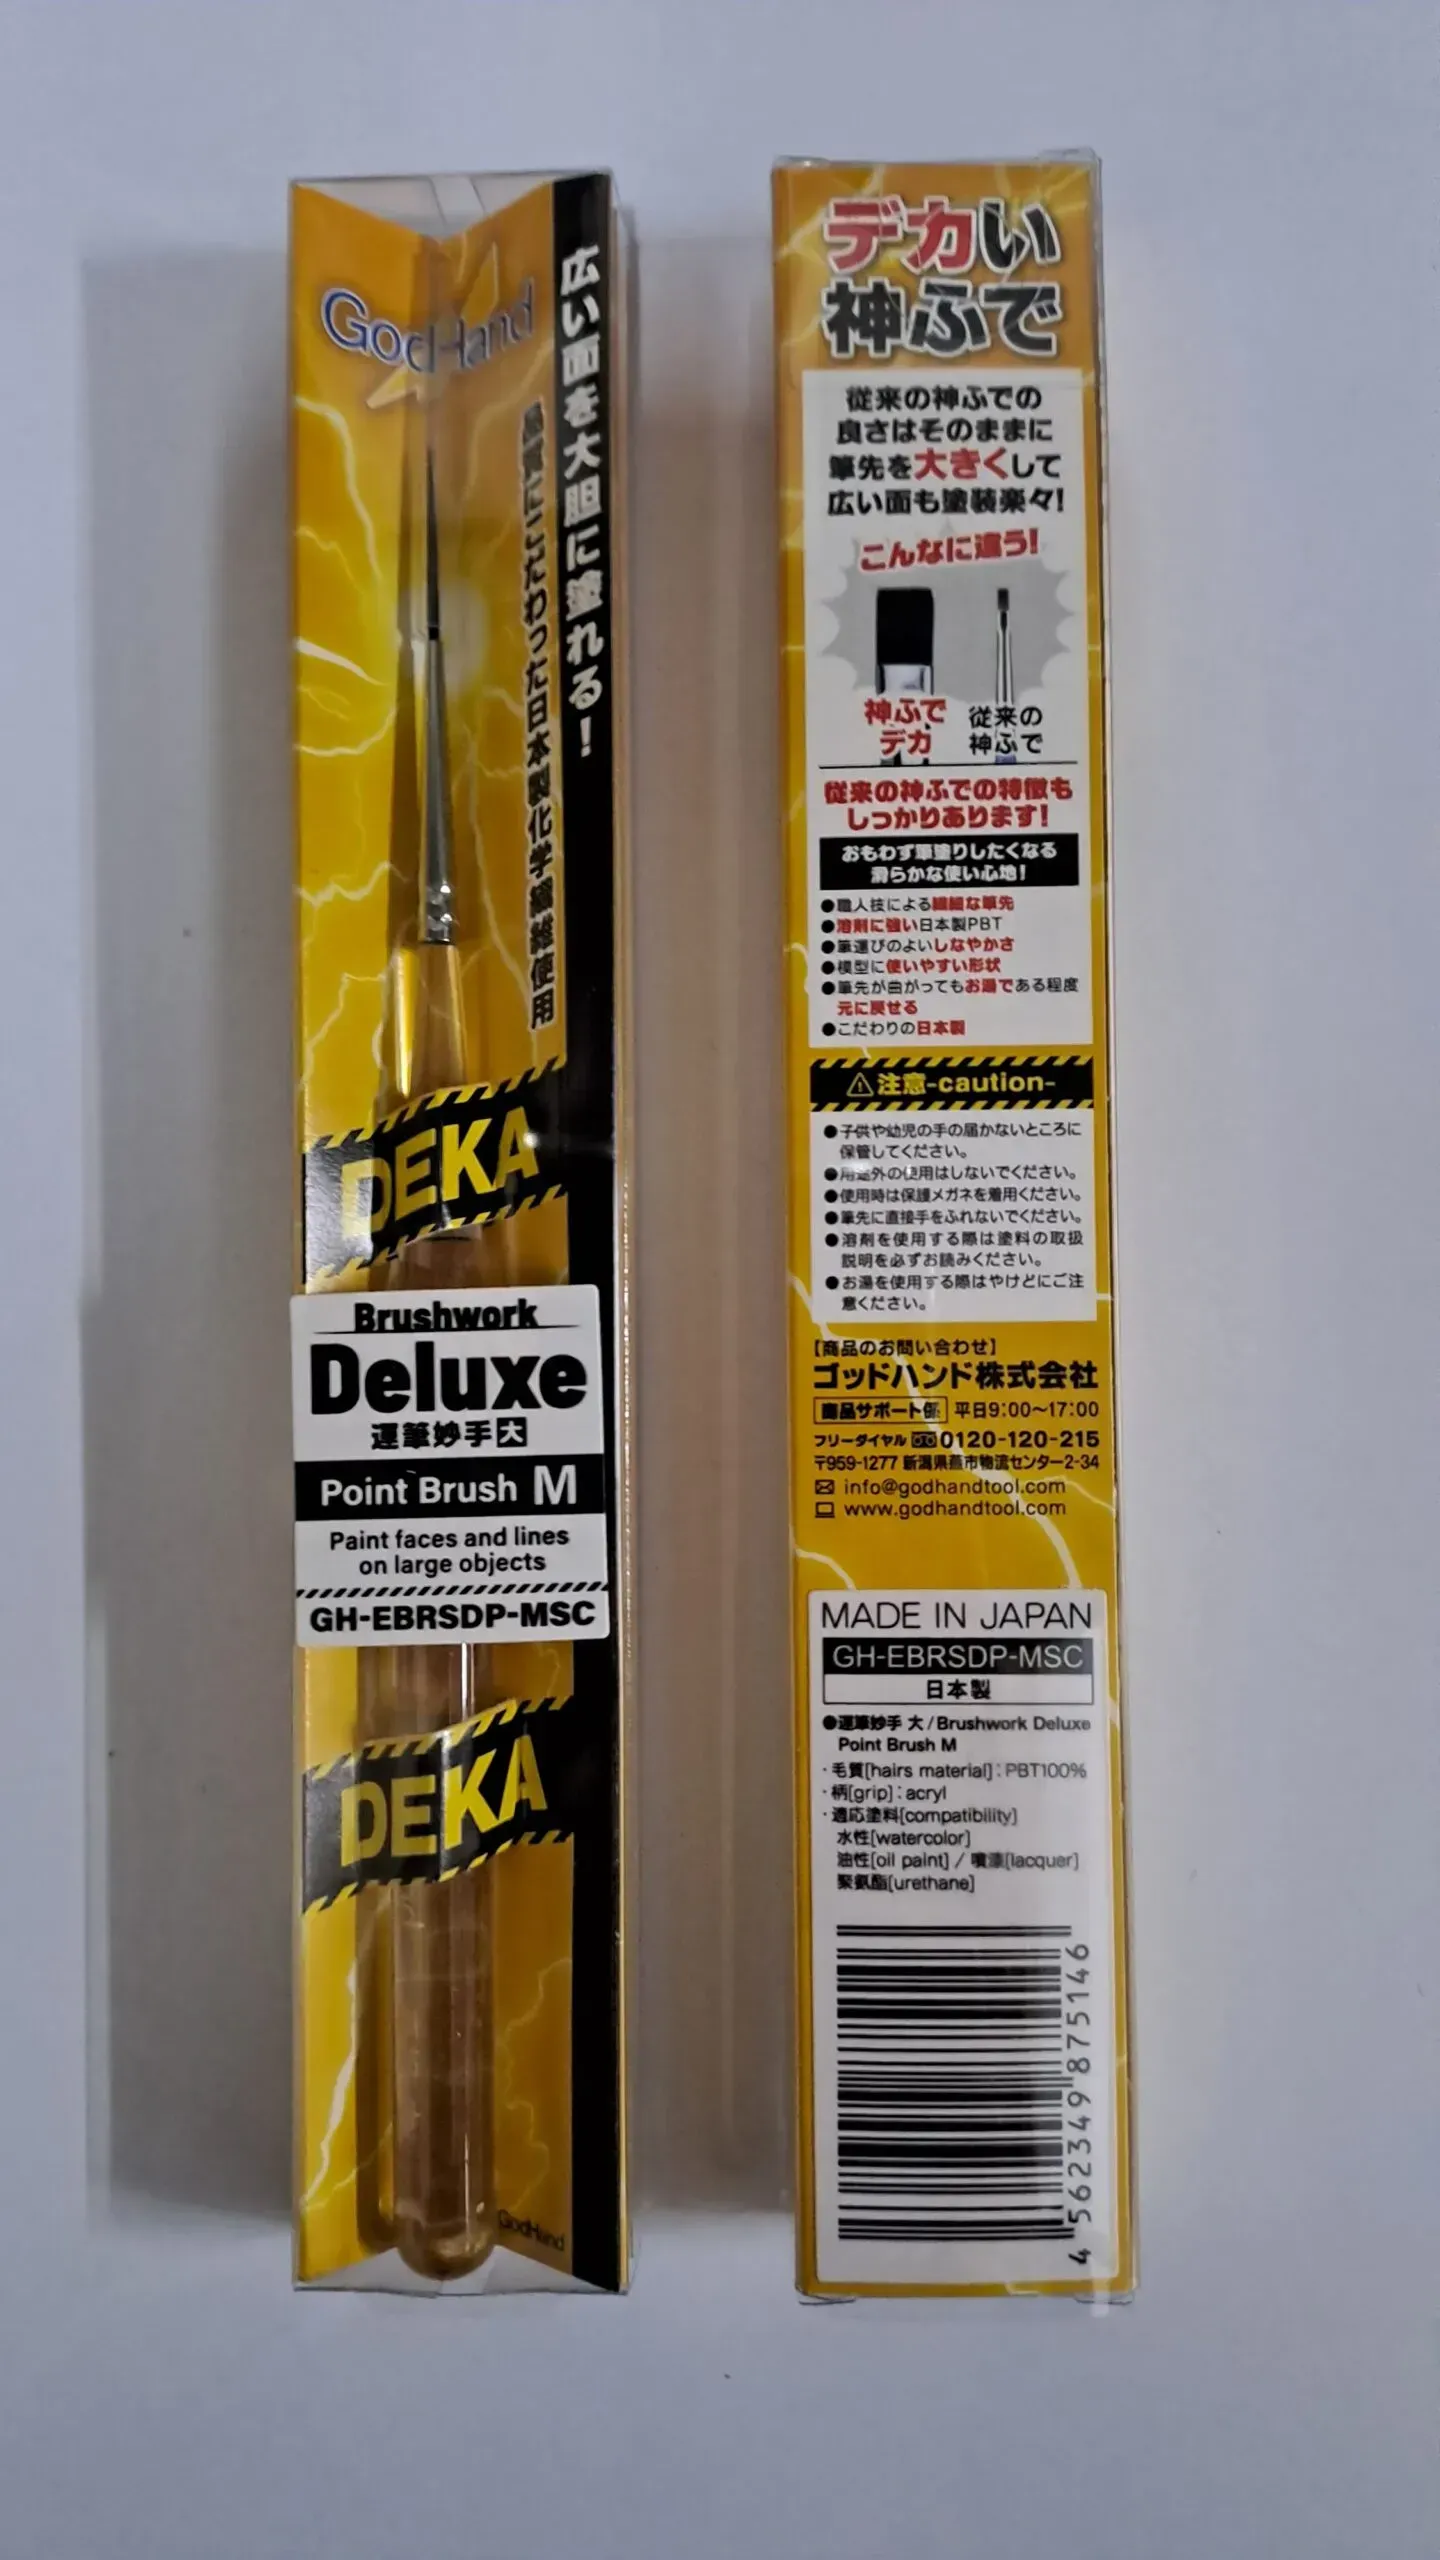 GodHand
広い面を大胆に塗れる！
品質にこだわった日本製化学繊維使用
DEKA
Brushwork
Deluxe
運筆妙手 大
Point Brush M
Paint faces and lines
on large objects
GH-EBRSDP-MSC
DEKA
GodHand
デカい
神ふで
従来の神ふでの
良さはそのままに
筆先を大きくして
広い面も塗装楽々!
こんなに違う!
神ふで
デカ
従来の
神ふで
従来の神ふでの特徴も
しっかりあります!
おもわず筆塗りしたくなる
滑らかな使い心地!
●職人技による繊細な筆先
●溶剤に強い日本製PBT
●筆運びのよいしなやかさ
●模型に使いやすい形状
●筆先が曲がってもお湯である程度
元に戻せる
●こだわりの日本製
⚠注意-caution-
●子供や幼児の手の届かないところに
保管してください。
●用途外の使用はしないでください。
●使用時は保護メガネを着用ください。
●筆先に直接手をふれないでください。
●溶剤を使用する際は塗料の取扱
説明を必ずお読みください。
●お湯を使用する際はやけどにご注
意ください。
【商品のお問い合わせ】
ゴッドハンド株式会社
商品サポート係 平日9:00〜17:00
フリーダイヤル 0120-120-215
〒959-1277 新潟県燕市物流センター2-34
info@godhandtool.com
www.godhandtool.com
MADE IN JAPAN
GH-EBRSDP-MSC
日本製
●運筆妙手 大/Brushwork Deluxe
Point Brush M
・毛質[hairs material]：PBT100%
・柄[grip]：acryl
・適応塗料[compatibility]
水性[watercolor]
油性[oil paint] / 噴漆[lacquer]
聚氨酯[urethane]
4 562349 875146